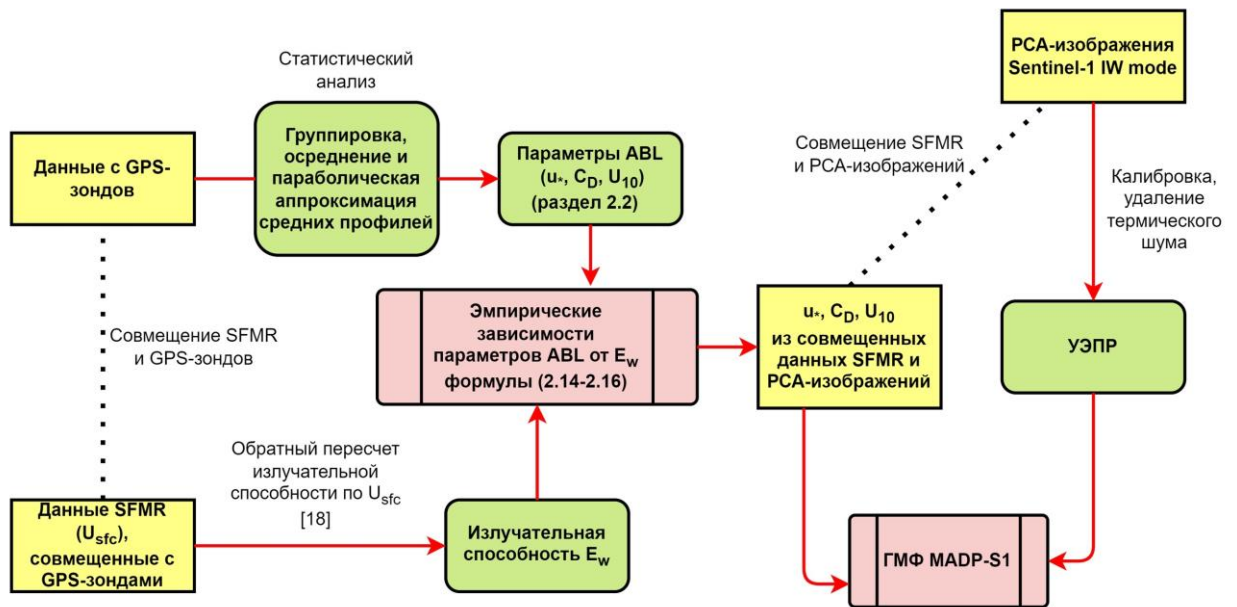 Статистический
анализ
Данные с GPS-
зондов
Группировка,
осреднение и
параболическая
аппроксимация
средних профилей
Параметры ABL
(u*, CD, U10)
(раздел 2.2)
РСА-изображения
Sentinel-1 IW mode
Совмещение SFMR
и РСА-изображений
Калибровка,
удаление
термического
шума
Совмещение SFMR
и GPS-зондов
Эмпирические
зависимости
параметров ABL от Ew
формулы (2.14-2.16)
u*, CD, U10
из совмещенных
данных SFMR и
РСА-изображений
УЭПР
Обратный пересчет
излучательной
способности по Usfc
[18]
Данные SFMR
(Usfc),
совмещенные с
GPS-зондами
Излучательная
способность Ew
ГМФ MADP-S1